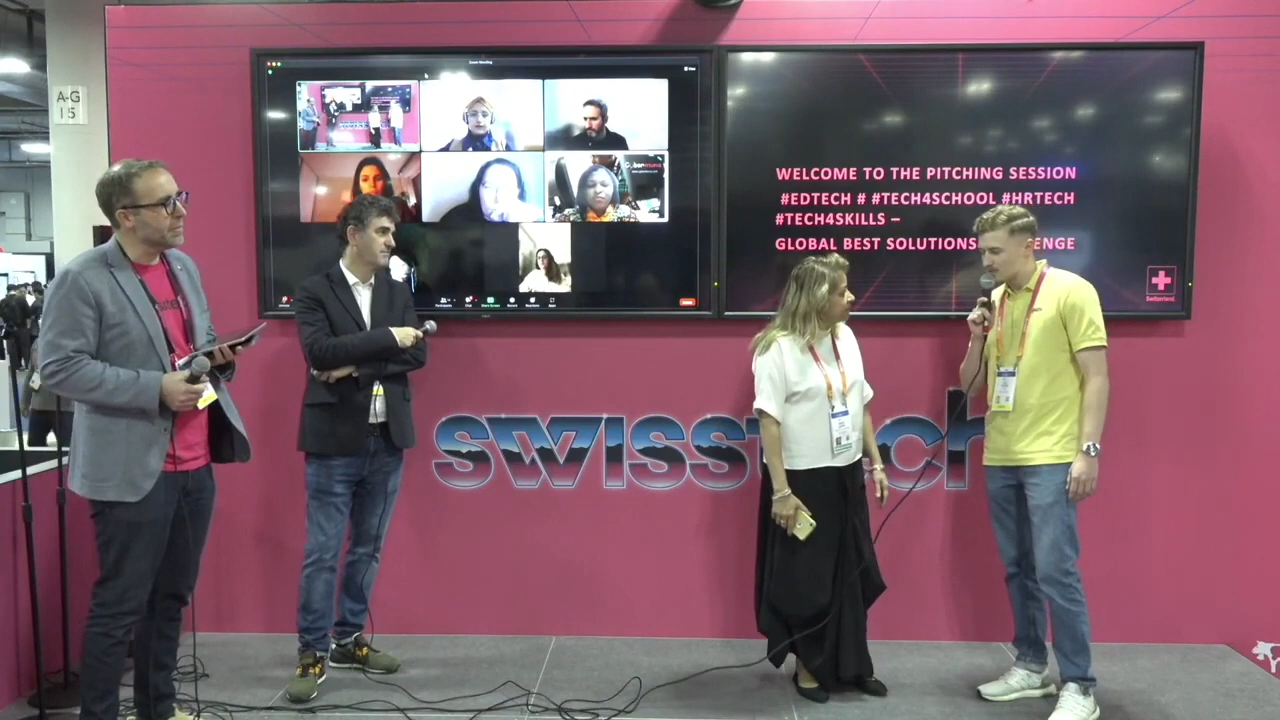 A-G
15
WELCOME TO THE PITCHING SESSION
#EDTECH # #TECH4SCHOOL #HRTECH
#TECH4SKILLS –
GLOBAL BEST SOLUTIONS ENGE
Switzerland
swisst ch